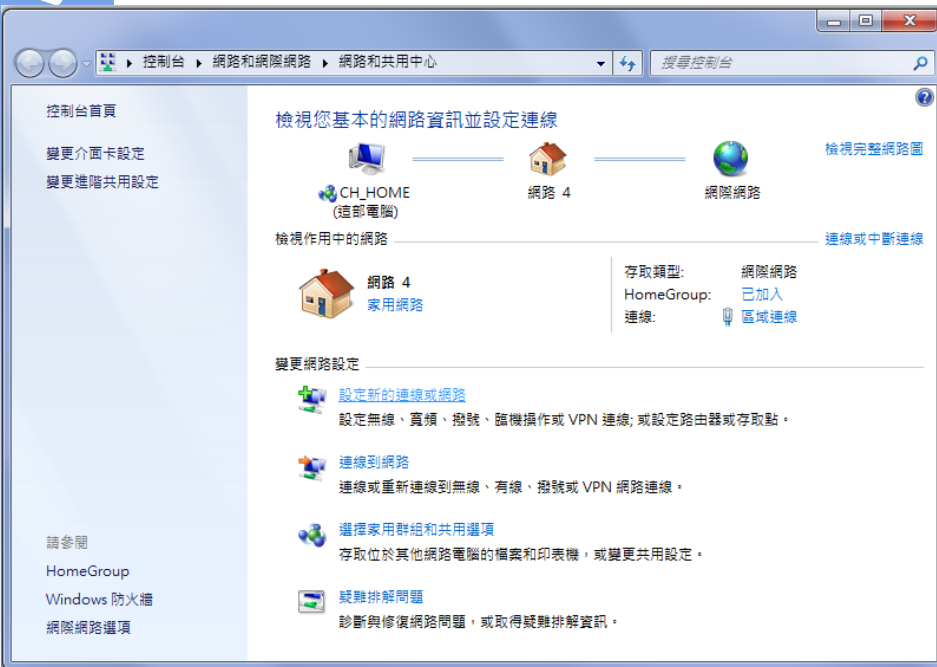 控制台 ▸ 網路和網際網路 ▸ 網路和共用中心
搜尋控制台
控制台首頁
變更介面卡設定
變更進階共用設定
請參閱
HomeGroup
Windows 防火牆
網際網路選項
檢視您基本的網路資訊並設定連線
檢視完整網路圖
CH_HOME
(這部電腦)
網路 4
網際網路
檢視作用中的網路
連線或中斷連線
網路 4
家用網路
存取類型: 網際網路
HomeGroup: 已加入
連線: 區域連線
變更網路設定
設定新的連線或網路
設定無線、寬頻、撥號、臨機操作或 VPN 連線; 或設定路由器或存取點。
連線到網路
連線或重新連線到無線、有線、撥號或 VPN 網路連線。
選擇家用群組和共用選項
存取位於其他網路電腦的檔案和印表機，或變更共用設定。
疑難排解問題
診斷與修復網路問題，或取得疑難排解資訊。